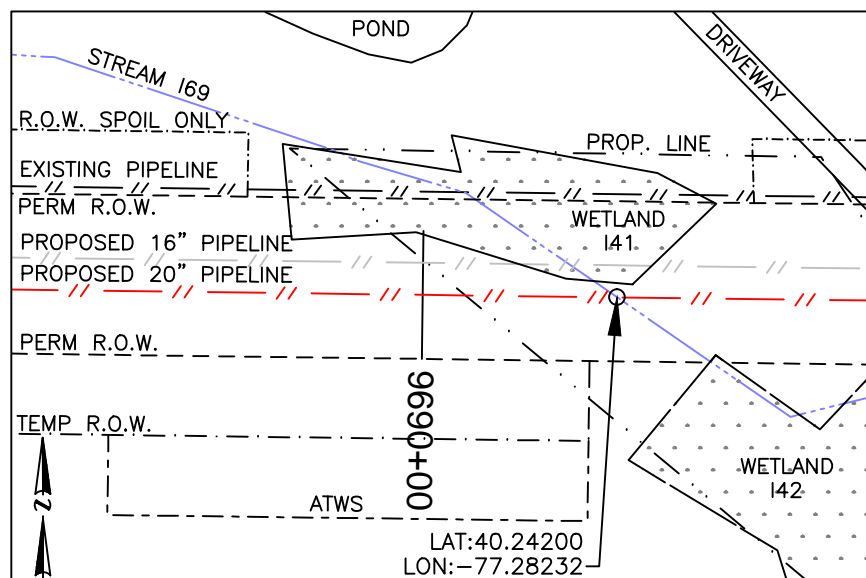 POND
DRIVEWAY
STREAM I69
R.O.W. SPOIL ONLY
PROP. LINE
EXISTING PIPELINE
PERM R.O.W.
WETLAND
I41
PROPOSED 16" PIPELINE
PROPOSED 20" PIPELINE
PERM R.O.W.
9690+00
TEMP R.O.W.
WETLAND
I42
N
ATWS
LAT:40.24200
LON:-77.28232